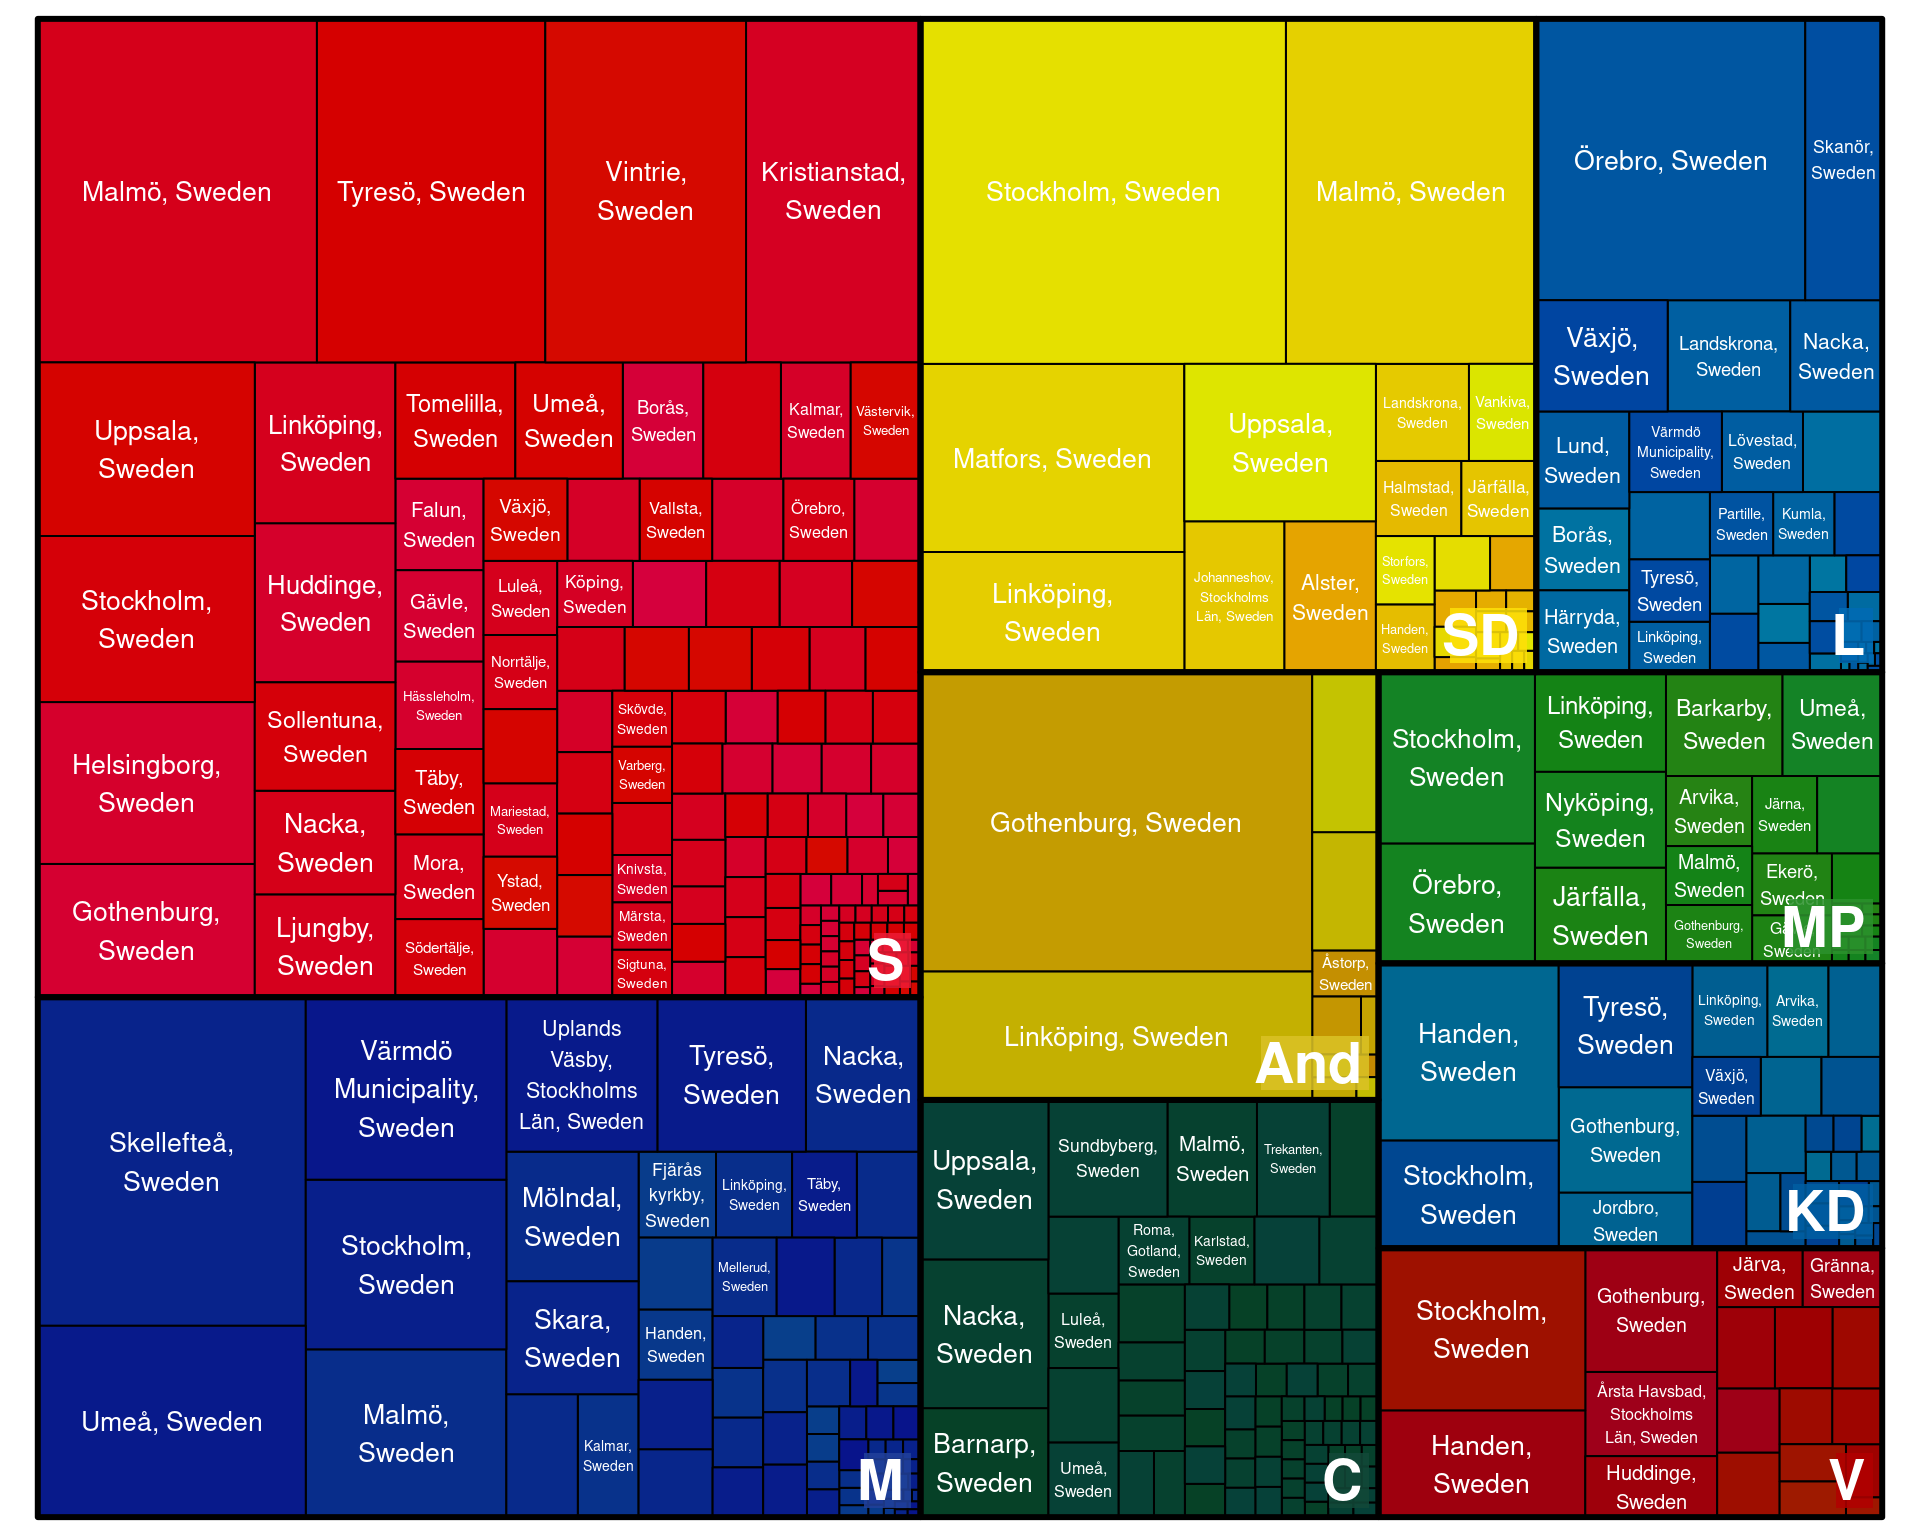 Malmö, Sweden
Tyresö, Sweden
Vintrie,
Sweden
Kristianstad,
Sweden
Uppsala,
Sweden
Stockholm,
Sweden
Helsingborg,
Sweden
Gothenburg,
Sweden
Linköping,
Sweden
Huddinge,
Sweden
Sollentuna,
Sweden
Nacka,
Sweden
Ljungby,
Sweden
Tomelilla,
Sweden
Umeå,
Sweden
Borås,
Sweden
Kalmar,
Sweden
Västervik,
Sweden
Falun,
Sweden
Gävle,
Sweden
Hässleholm,
Sweden
Täby,
Sweden
Mora,
Sweden
Södertälje,
Sweden
Växjö,
Sweden
Vallsta,
Sweden
Örebro,
Sweden
Luleå,
Sweden
Köping,
Sweden
Norrtälje,
Sweden
Mariestad,
Sweden
Ystad,
Sweden
Skövde,
Sweden
Varberg,
Sweden
Knivsta,
Sweden
Märsta,
Sweden
Sigtuna,
Sweden
S
Skellefteå,
Sweden
Umeå, Sweden
Värmdö
Municipality,
Sweden
Stockholm,
Sweden
Malmö,
Sweden
Uplands
Väsby,
Stockholms
Län, Sweden
Tyresö,
Sweden
Nacka,
Sweden
Mölndal,
Sweden
Skara,
Sweden
Kalmar,
Sweden
Fjärås
kyrkby,
Sweden
Linköping,
Sweden
Täby,
Sweden
Mellerud,
Sweden
Handen,
Sweden
M
Stockholm, Sweden
Malmö, Sweden
Matfors, Sweden
Linköping,
Sweden
Uppsala,
Sweden
Johanneshov,
Stockholms
Län, Sweden
Alster,
Sweden
Landskrona,
Sweden
Vankiva,
Sweden
Halmstad,
Sweden
Järfälla,
Sweden
Storfors,
Sweden
Handen,
Sweden
SD
Gothenburg, Sweden
Linköping, Sweden
Åstorp,
Sweden
And
Uppsala,
Sweden
Nacka,
Sweden
Barnarp,
Sweden
Sundbyberg,
Sweden
Malmö,
Sweden
Trekanten,
Sweden
Roma,
Gotland,
Sweden
Karlstad,
Sweden
Luleå,
Sweden
Umeå,
Sweden
C
Örebro, Sweden
Skanör,
Sweden
Växjö,
Sweden
Landskrona,
Sweden
Nacka,
Sweden
Lund,
Sweden
Borås,
Sweden
Härryda,
Sweden
Värmdö
Municipality,
Sweden
Lövestad,
Sweden
Partille,
Sweden
Kumla,
Sweden
Tyresö,
Sweden
Linköping,
Sweden
L
Stockholm,
Sweden
Örebro,
Sweden
Linköping,
Sweden
Nyköping,
Sweden
Järfälla,
Sweden
Barkarby,
Sweden
Umeå,
Sweden
Arvika,
Sweden
Järna,
Sweden
Malmö,
Sweden
Gothenburg,
Sweden
Ekerö,
Sweden
Sweden
MP
Handen,
Sweden
Stockholm,
Sweden
Tyresö,
Sweden
Gothenburg,
Sweden
Jordbro,
Sweden
Linköping,
Sweden
Arvika,
Sweden
Växjö,
Sweden
KD
Stockholm,
Sweden
Handen,
Sweden
Gothenburg,
Sweden
Årsta Havsbad,
Stockholms
Län, Sweden
Huddinge,
Sweden
Järva,
Sweden
Gränna,
Sweden
V